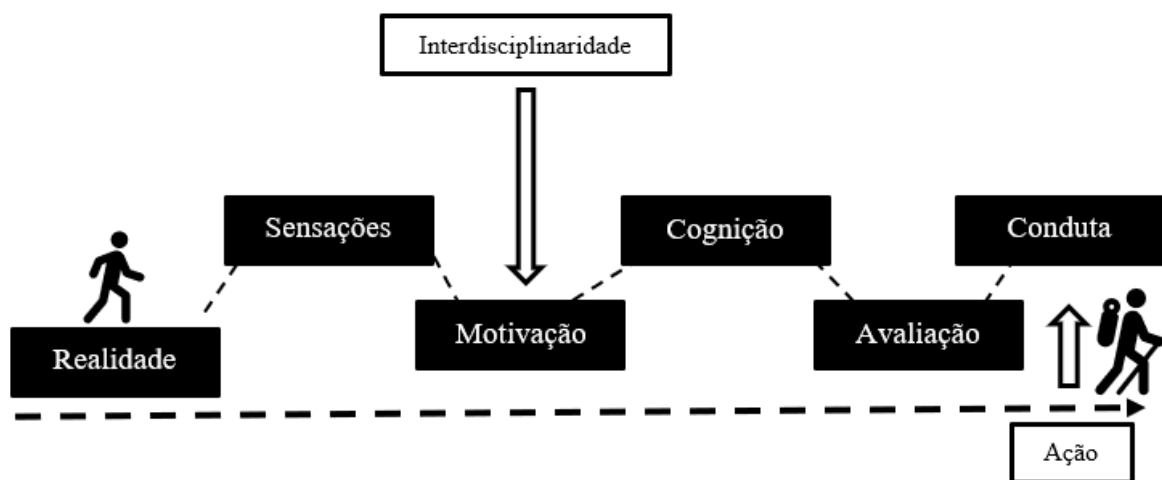 Interdisciplinaridade
Sensações
Cognição
Conduta
Motivação
Avaliação
Realidade
Ação